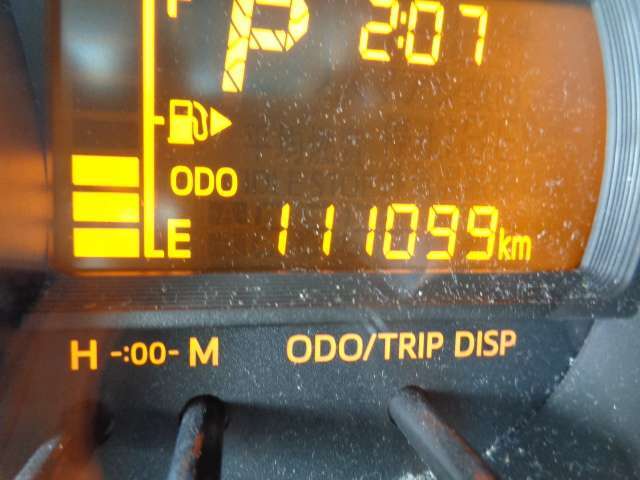 F
P 2:07
ODO
E 111099km
H -:00- M ODO/TRIP DISP